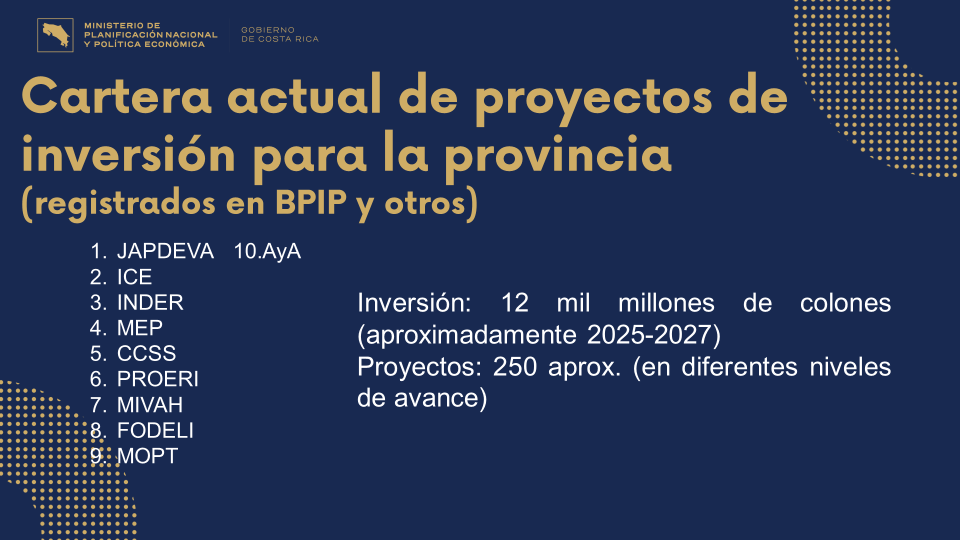 MINISTERIO DE
PLANIFICACIÓN NACIONAL
Y POLÍTICA ECONÓMICA
GOBIERNO
DE COSTA RICA
Cartera actual de proyectos de
inversión para la provincia
(registrados en BPIP y otros)
1. JAPDEVA 10.AyA
2. ICE
3. INDER
4. MEP
5. CCSS
6. PROERI
7. MIVAH
8. FODELI
9. MOPT
Inversión: 12 mil millones de colones
(aproximadamente 2025-2027)
Proyectos: 250 aprox. (en diferentes niveles
de avance)